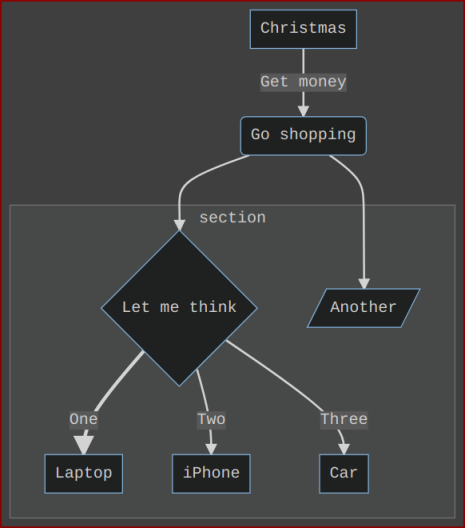 Christmas
Get money
Go shopping
section
Let me think
Another
One
Two
Three
Laptop
iPhone
Car